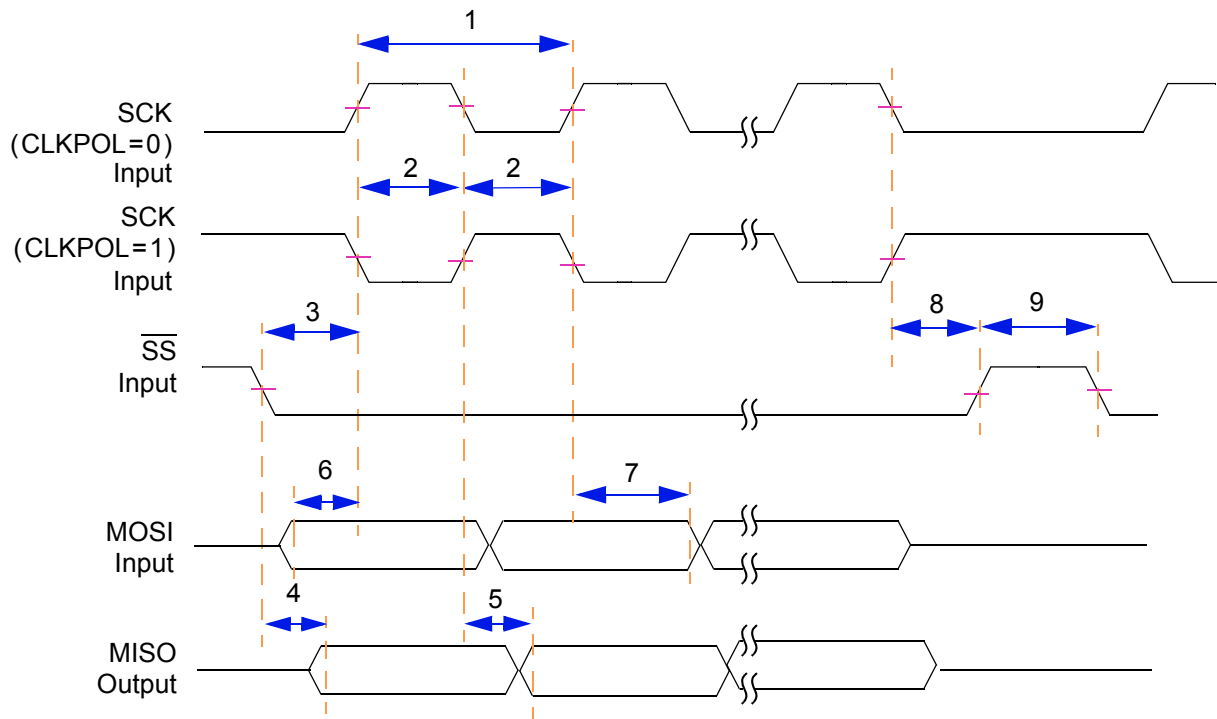 1
SCK
(CLKPOL=0)
Input
2 2
SCK
(CLKPOL=1)
Input
3
8 9
SS
Input
6
7
MOSI
Input
4
5
MISO
Output